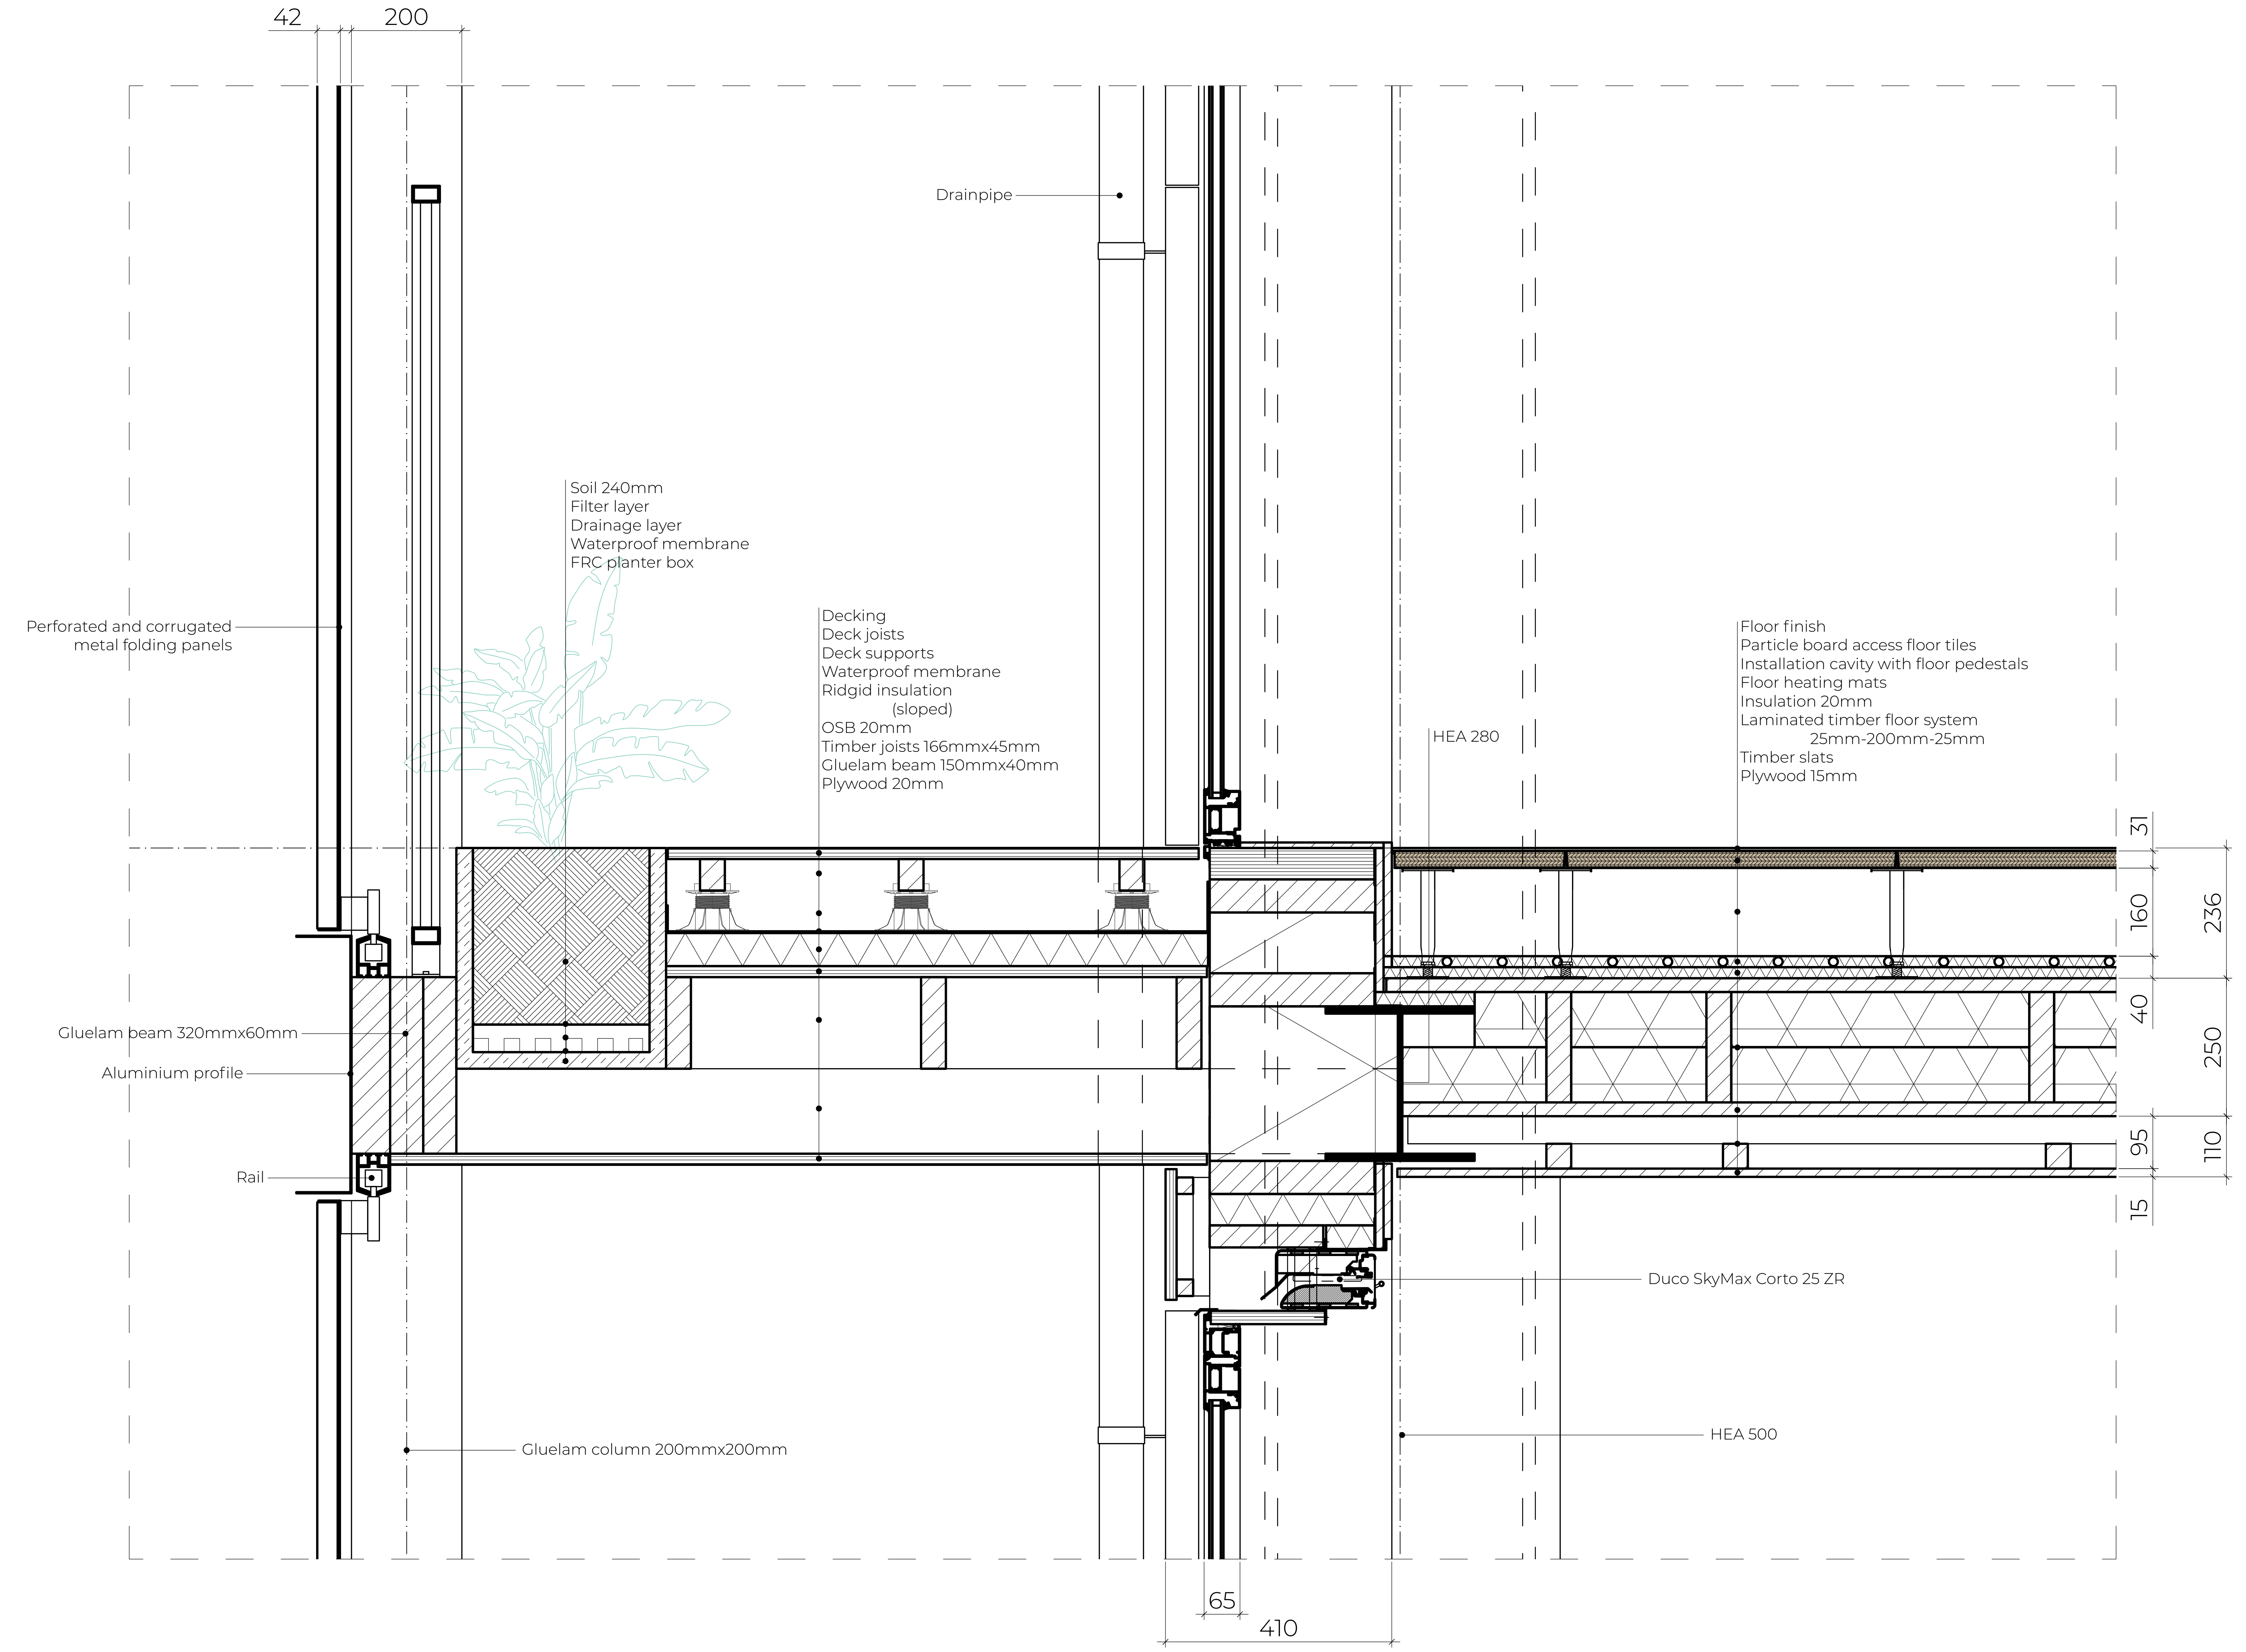 42
200
Drainpipe
Soil 240mm
Filter layer
Drainage layer
Waterproof membrane
FRC planter box
Perforated and corrugated
metal folding panels
Decking
Deck joists
Deck supports
Waterproof membrane
Ridgid insulation
(sloped)
OSB 20mm
Timber joists 166mmx45mm
Gluelam beam 150mmx40mm
Plywood 20mm
HEA 280
Floor finish
Particle board access floor tiles
Installation cavity with floor pedestals
Floor heating mats
Insulation 20mm
Laminated timber floor system
25mm-200mm-25mm
Timber slats
Plywood 15mm
31
160
236
40
250
95
110
15
Gluelam beam 320mmx60mm
Aluminium profile
Rail
Duco SkyMax Corto 25 ZR
Gluelam column 200mmx200mm
HEA 500
65
410